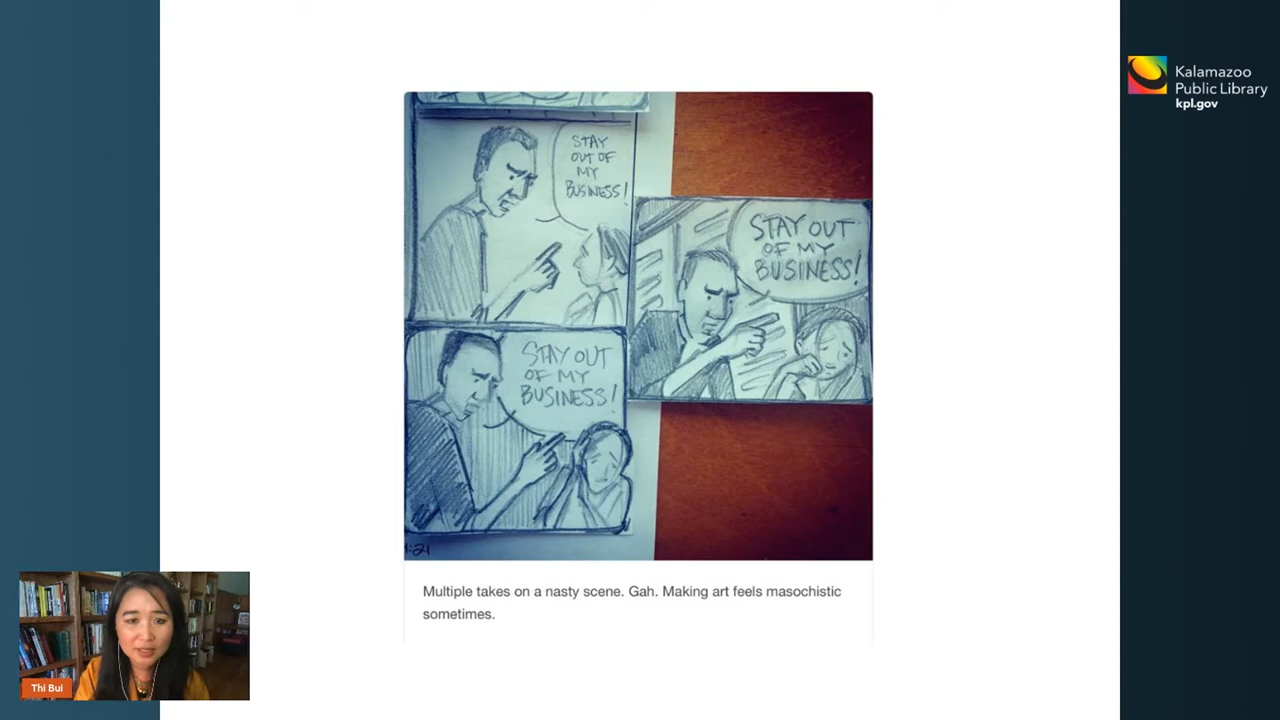 Kalamazoo
Public Library
kpl.gov
STAY
OUT OF
MY
BUSINESS!
STAY OUT
OF MY
BUSINESS!
STAY OUT
OF MY
BUSINESS!
Multiple takes on a nasty scene. Gah. Making art feels masochistic
sometimes.
Thi Bui